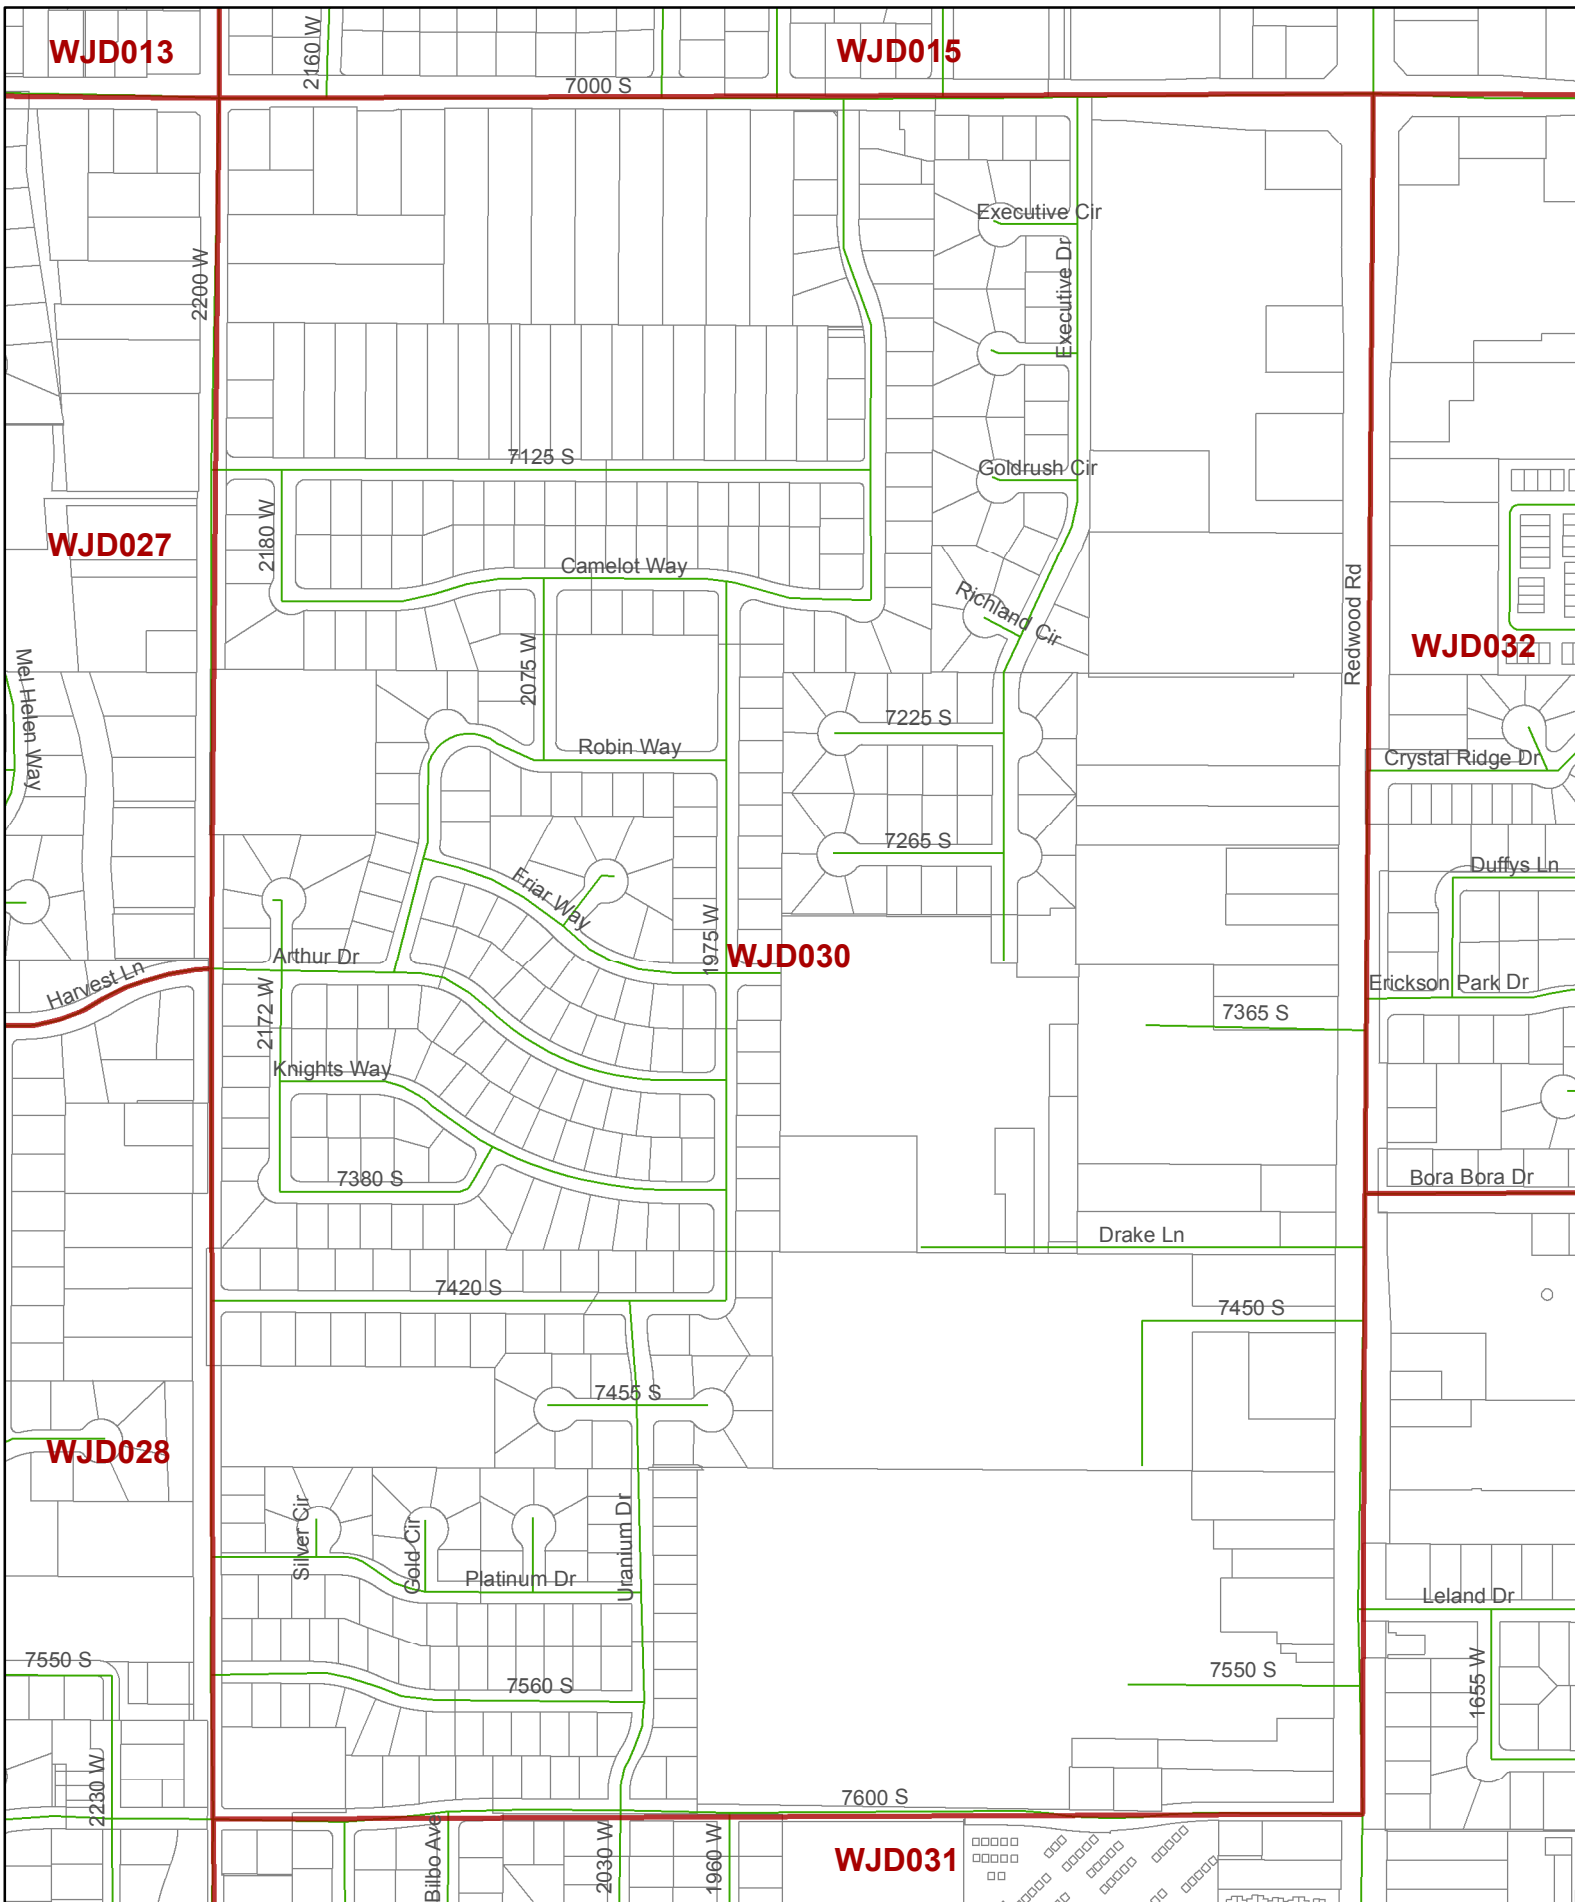 WJD013
2160 W
WJD015
7000 S
Executive Cir
2200 W
Executive Dr
7125 S
Goldrush Cir
2180 W
WJD027
Camelot Way
Richland Cir
Redwood Rd
WJD032
Mel Helen Way
2075 W
7225 S
Robin Way
Crystal Ridge Dr
7265 S
Duffys Ln
Friar Way
1975 W
WJD030
Arthur Dr
Harvest Ln
Erickson Park Dr
2172 W
7365 S
Knights Way
7380 S
Bora Bora Dr
Drake Ln
7420 S
7450 S
7455 S
WJD028
Silver Cir
Gold Cir
Uranium Dr
Platinum Dr
Leland Dr
7550 S
7560 S
7550 S
1655 W
2230 W
7600 S
Bilbo Ave
2030 W
1960 W
WJD031